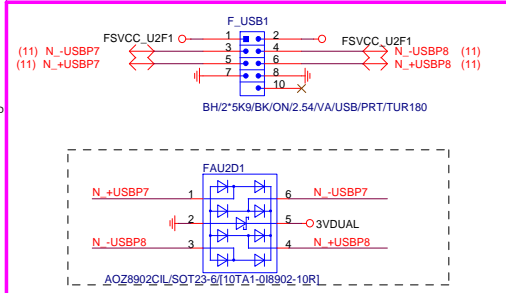 F_USB1
FSVCC_U2F1 1 2 FSVCC_U2F1
(11) N_-USBP7 3 4 N_-USBP8 (11)
(11) N_+USBP7 5 6 N_+USBP8 (11)
7 8
10
BH/2*5K9/BK/ON/2.54/VA/USB/PRT/TUR180
FAU2D1
N_+USBP7 1 6 N_-USBP7
2 5 3VDUAL
N_-USBP8 3 4 N_+USBP8
AOZ8902CIL/SOT23-6/[10TA1-0I8902-10R]